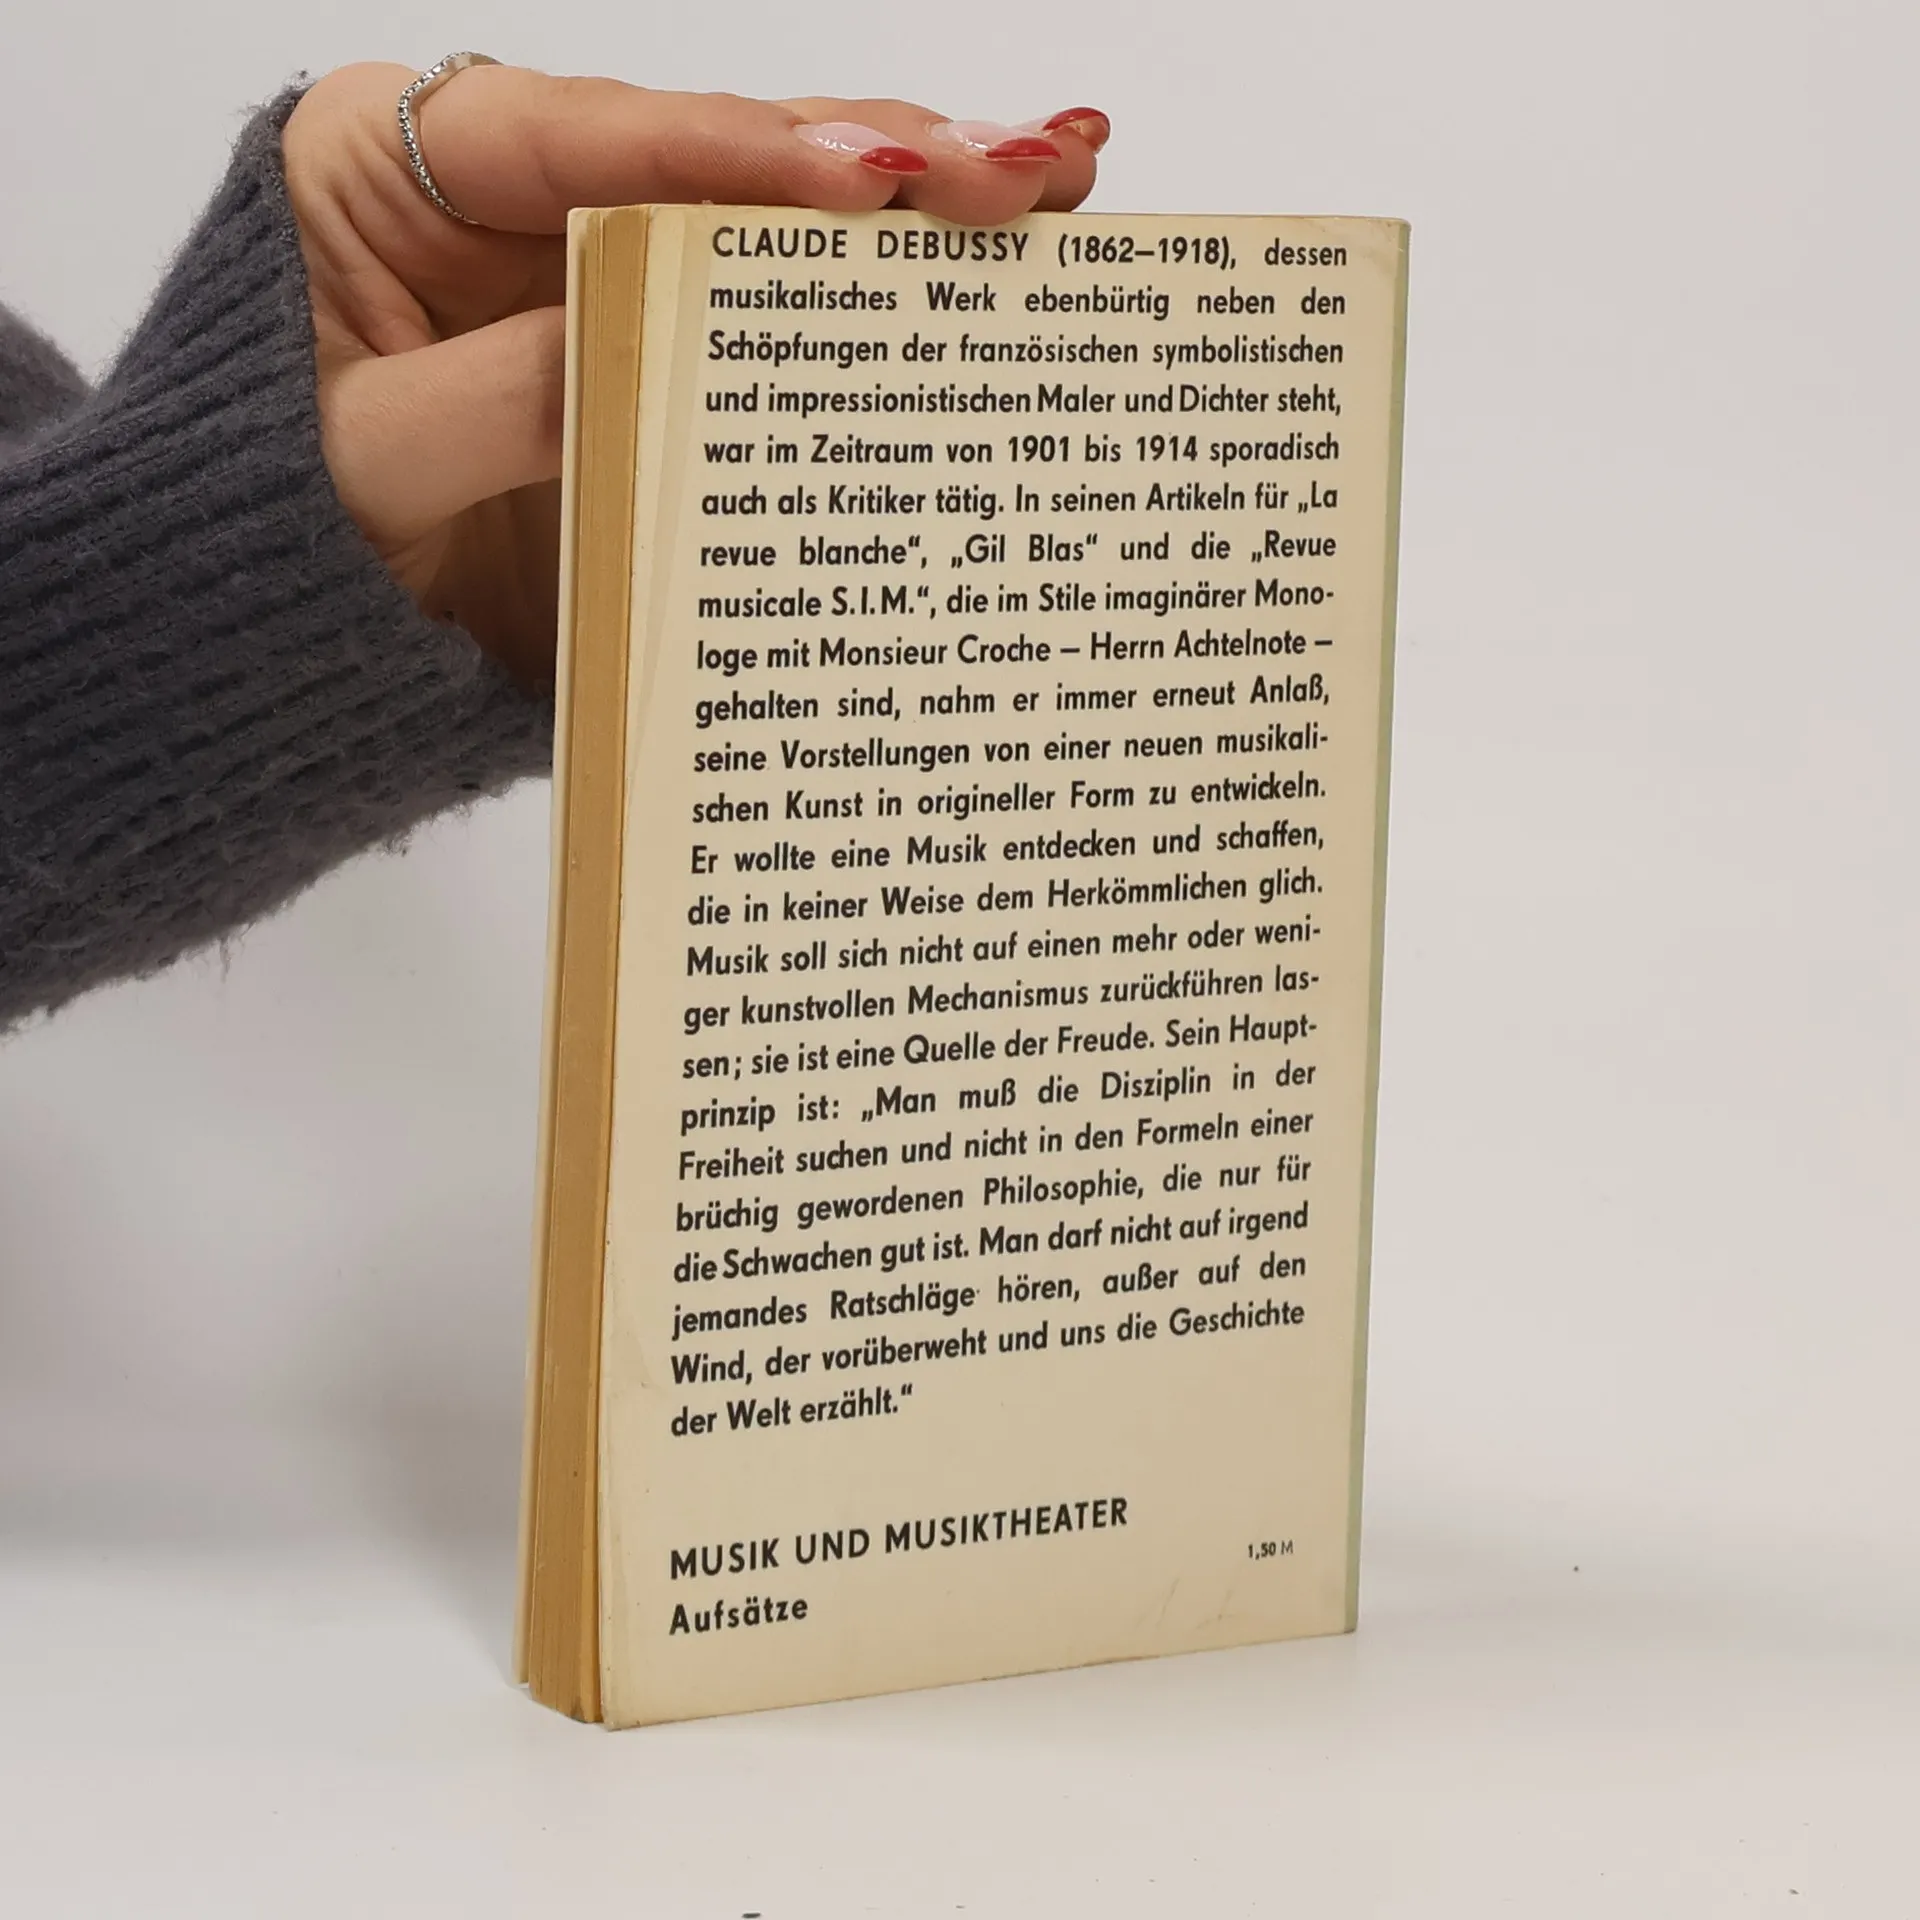 CLAUDE DEBUSSY (1862–1918), dessen
musikalisches Werk ebenbürtig neben den
Schöpfungen der französischen symbolistischen
und impressionistischen Maler und Dichter steht,
war im Zeitraum von 1901 bis 1914 sporadisch
auch als Kritiker tätig. In seinen Artikeln für „La
revue blanche“, „Gil Blas“ und die „Revue
musicale S.I.M.“, die im Stile imaginärer Mono-
loge mit Monsieur Croche – Herrn Achtelnote –
gehalten sind, nahm er immer erneut Anlaß,
seine Vorstellungen von einer neuen musikali-
schen Kunst in origineller Form zu entwickeln.
Er wollte eine Musik entdecken und schaffen,
die in keiner Weise dem Herkömmlichen glich.
Musik soll sich nicht auf einen mehr oder weni-
ger kunstvollen Mechanismus zurückführen las-
sen; sie ist eine Quelle der Freude. Sein Haupt-
prinzip ist: „Man muß die Disziplin in der
Freiheit suchen und nicht in den Formeln einer
brüchig gewordenen Philosophie, die nur für
die Schwachen gut ist. Man darf nicht auf irgend
jemandes Ratschläge hören, außer auf den
Wind, der vorüberweht und uns die Geschichte
der Welt erzählt.“
MUSIK UND MUSIKTHEATER
1,50 M
Aufsätze